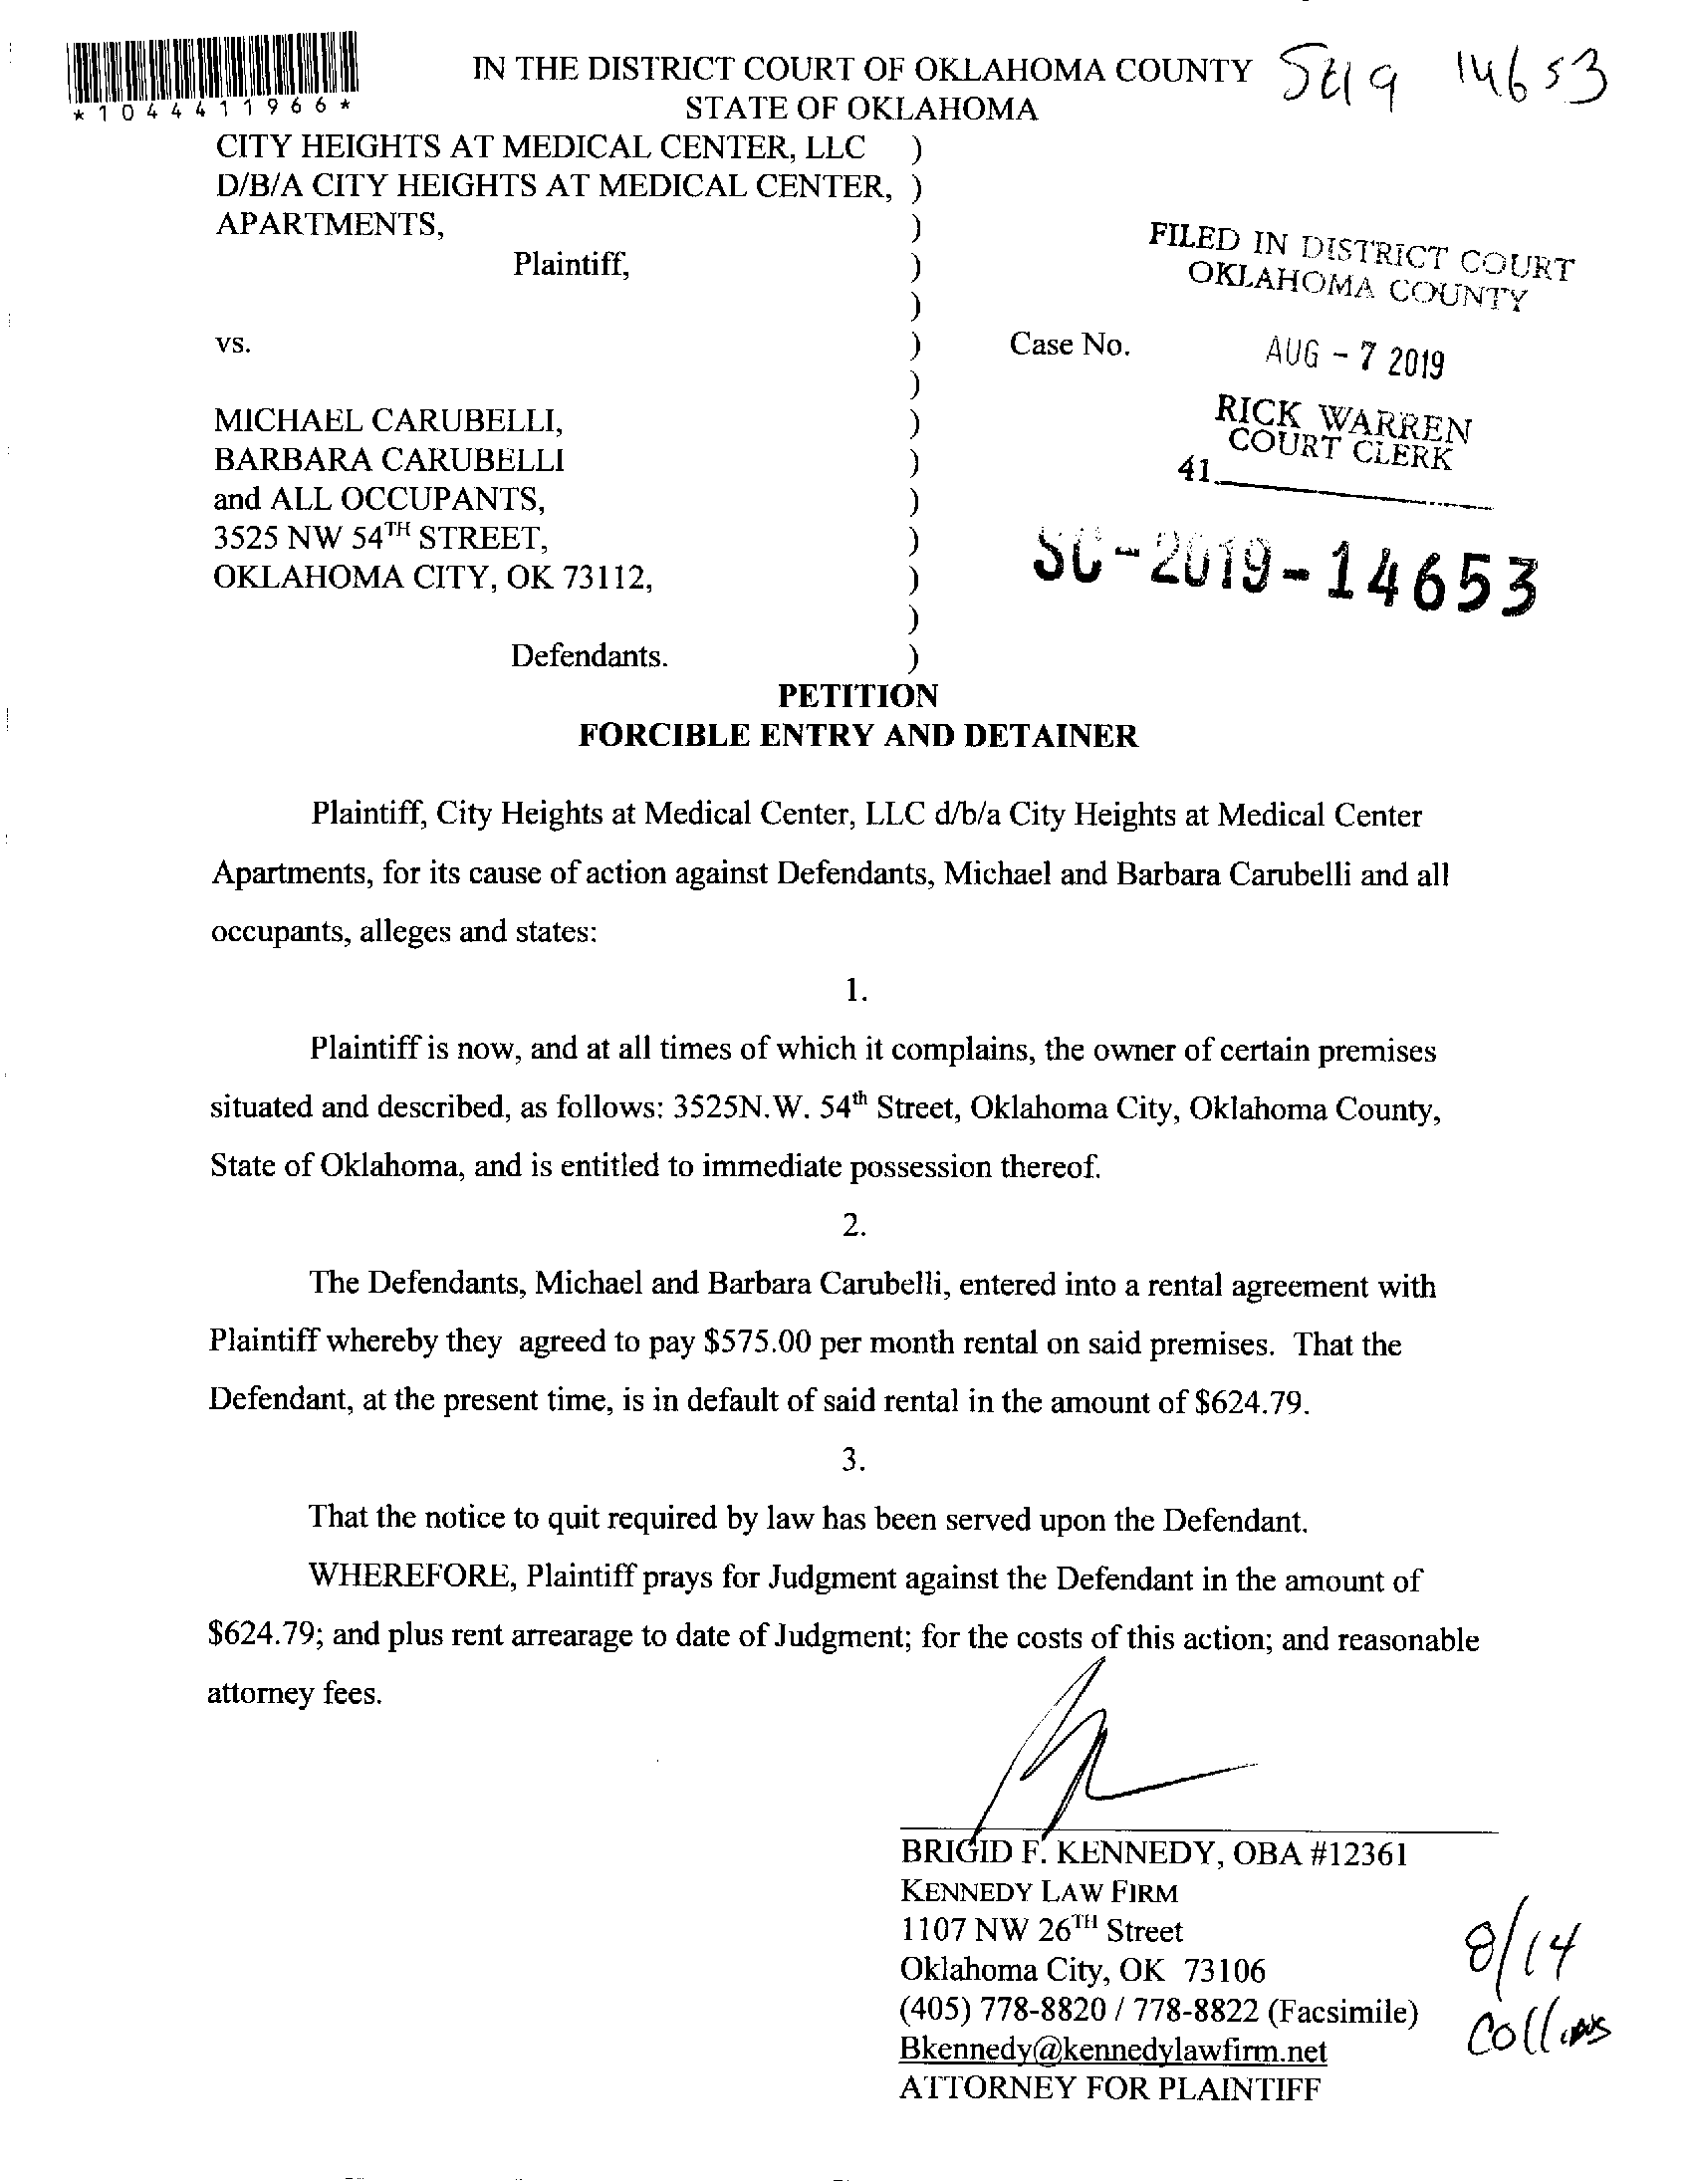 IN THE DISTRICT COURT OF OKLAHOMA COUNTY
14653
STATE OF OKLAHOMA
*1044411966*
CITY HEIGHTS AT MEDICAL CENTER, LLC )
D/B/A CITY HEIGHTS AT MEDICAL CENTER, )
APARTMENTS, )
Plaintiff, )
)
vs. )
)
MICHAEL CARUBELLI, )
BARBARA CARUBELLI )
and ALL OCCUPANTS, )
3525 NW 54TH STREET, )
OKLAHOMA CITY, OK 73112, )
)
Defendants. )
FILED IN DISTRICT COURT
OKLAHOMA COUNTY
Case No.
AUG - 7 2019
RICK WARREN
COURT CLERK
41
SC-2019-14653
PETITION
FORCIBLE ENTRY AND DETAINER
Plaintiff, City Heights at Medical Center, LLC d/b/a City Heights at Medical Center
Apartments, for its cause of action against Defendants, Michael and Barbara Carubelli and all
occupants, alleges and states:
1.
Plaintiff is now, and at all times of which it complains, the owner of certain premises
situated and described, as follows: 3525N.W. 54th Street, Oklahoma City, Oklahoma County,
State of Oklahoma, and is entitled to immediate possession thereof.
2.
The Defendants, Michael and Barbara Carubelli, entered into a rental agreement with
Plaintiff whereby they agreed to pay $575.00 per month rental on said premises. That the
Defendant, at the present time, is in default of said rental in the amount of $624.79.
3.
That the notice to quit required by law has been served upon the Defendant.
WHEREFORE, Plaintiff prays for Judgment against the Defendant in the amount of
$624.79; and plus rent arrearage to date of Judgment; for the costs of this action; and reasonable
attorney fees.
BRIGID F. KENNEDY, OBA #12361
KENNEDY LAW FIRM
1107 NW 26TH Street
Oklahoma City, OK 73106
(405) 778-8820 / 778-8822 (Facsimile)
Bkennedy@kennedylawfirm.net
ATTORNEY FOR PLAINTIFF
8/14
Collins